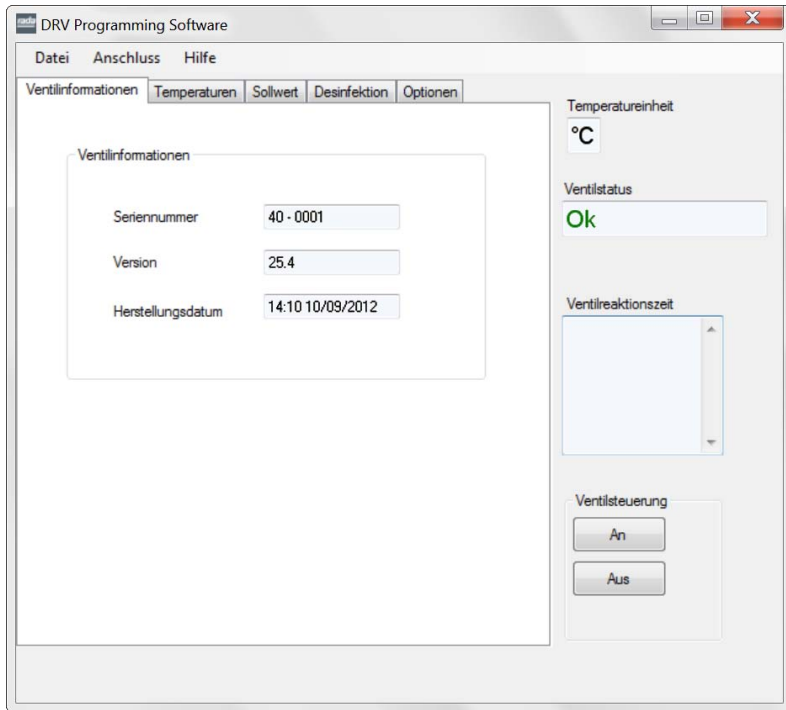 rada DRV Programming Software
Datei Anschluss Hilfe
Ventilinformationen Temperaturen Sollwert Desinfektion Optionen
Ventilinformationen
Seriennummer 40 - 0001
Version 25.4
Herstellungsdatum 14:10 10/09/2012
Temperatureinheit
°C
Ventilstatus
Ok
Ventilreaktionszeit
Ventilsteuerung
An
Aus